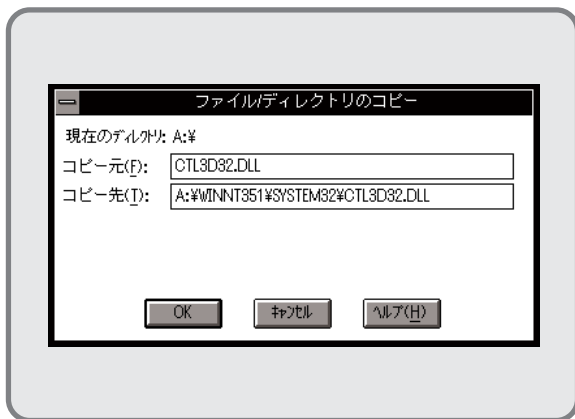 ファイル/ディレクトリのコピー
現在のディレクトリ: A:¥
コピー元(F): CTL3D32.DLL
コピー先(T): A:¥WINNT351¥SYSTEM32¥CTL3D32.DLL
OK キャンセル ヘルプ(H)